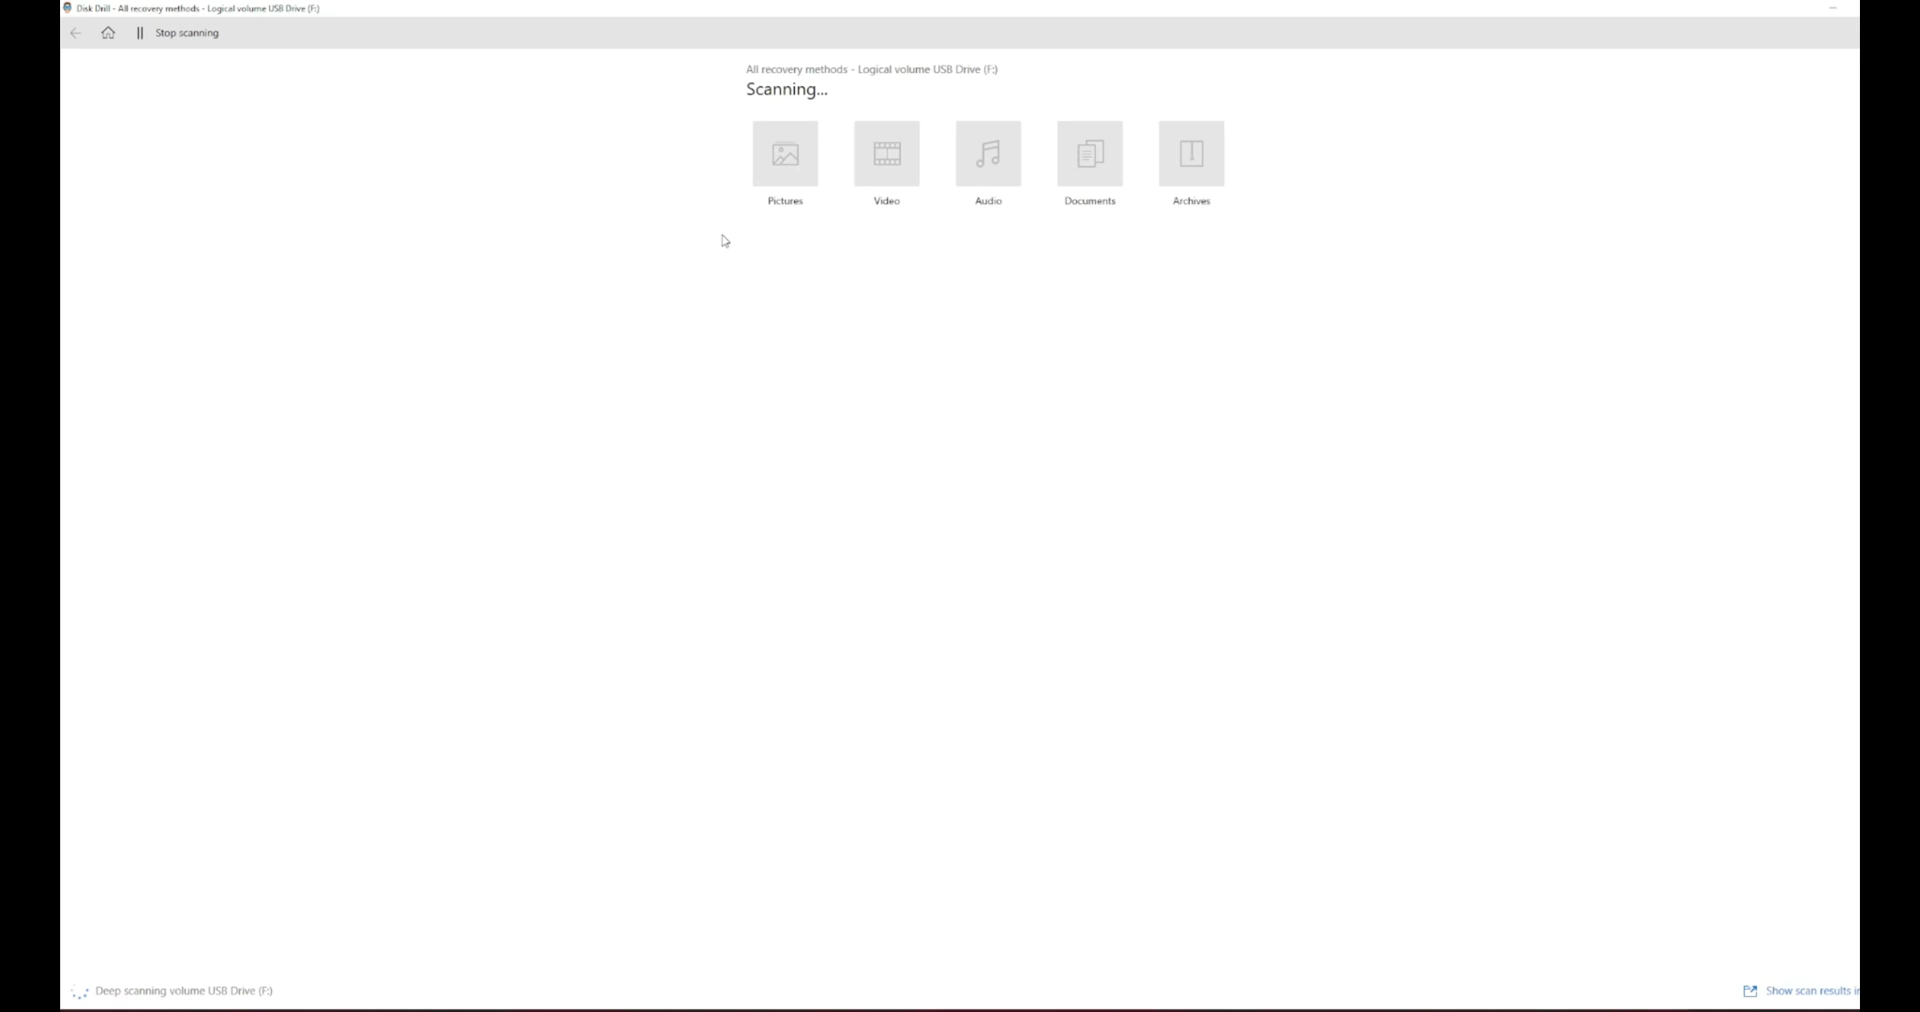 Disk Drill - All recovery methods - Logical volume USB Drive (F:)
Stop scanning
All recovery methods - Logical volume USB Drive (F:)
Scanning...
Pictures
Video
Audio
Documents
Archives
Deep scanning volume USB Drive (F:)
Show scan results